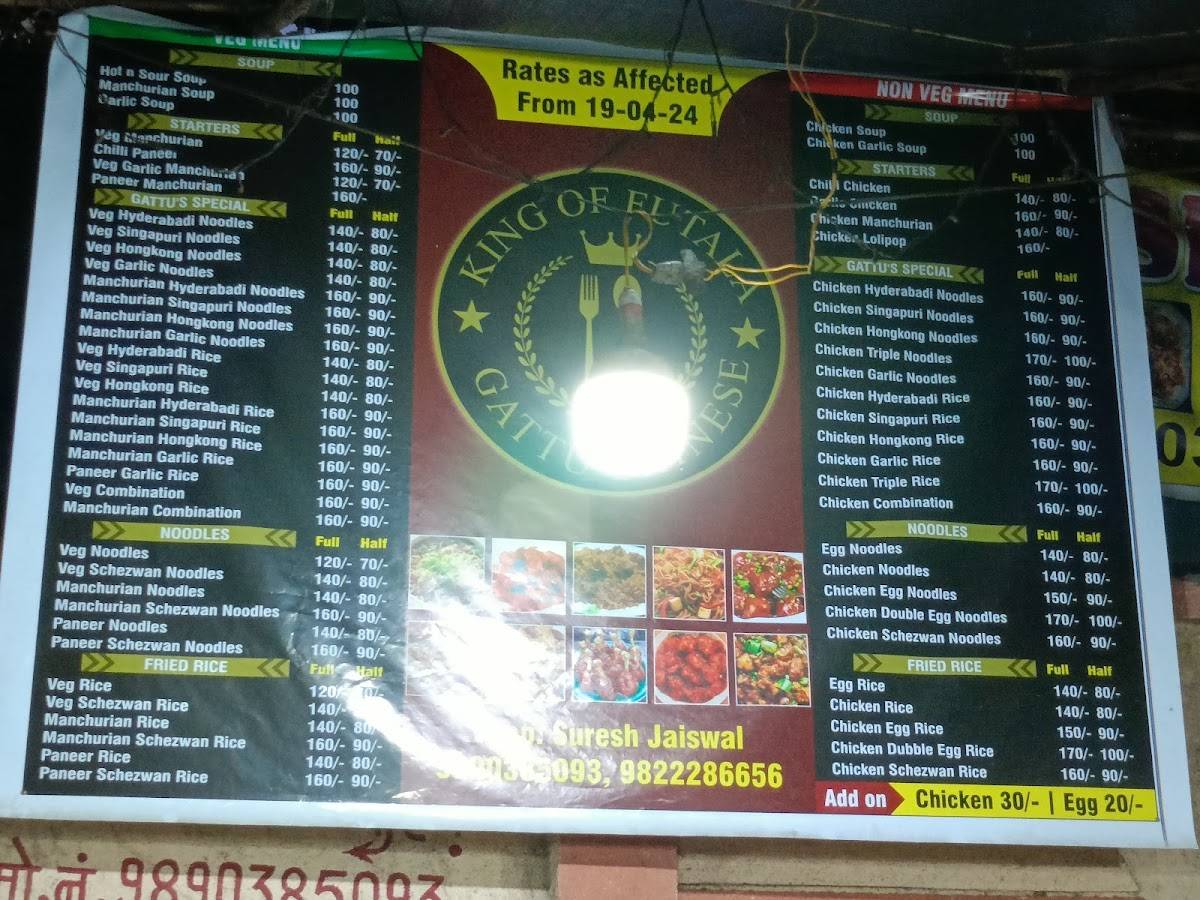 VEG MENU
SOUP
Hot n Sour Soup 100
Manchurian Soup 100
Garlic Soup 100
STARTERS Full Half
Veg Manchurian 120/- 70/-
Chilli Paneer 160/- 90/-
Veg Garlic Manchurian 120/- 70/-
Paneer Manchurian 160/-
GATTU'S SPECIAL Full Half
Veg Hyderabadi Noodles 140/- 80/-
Veg Singapuri Noodles 140/- 80/-
Veg Hongkong Noodles 140/- 80/-
Veg Garlic Noodles 140/- 80/-
Manchurian Hyderabadi Noodles 160/- 90/-
Manchurian Singapuri Noodles 160/- 90/-
Manchurian Hongkong Noodles 160/- 90/-
Manchurian Garlic Noodles 160/- 90/-
Veg Hyderabadi Rice 140/- 80/-
Veg Singapuri Rice 140/- 80/-
Veg Hongkong Rice 140/- 80/-
Manchurian Hyderabadi Rice 160/- 90/-
Manchurian Singapuri Rice 160/- 90/-
Manchurian Hongkong Rice 160/- 90/-
Manchurian Garlic Rice 160/- 90/-
Paneer Garlic Rice 160/- 90/-
Veg Combination 160/- 90/-
Manchurian Combination 160/- 90/-
NOODLES Full Half
Veg Noodles 120/- 70/-
Veg Schezwan Noodles 140/- 80/-
Manchurian Noodles 140/- 80/-
Manchurian Schezwan Noodles 160/- 90/-
Paneer Noodles 140/- 80/-
Paneer Schezwan Noodles 160/- 90/-
FRIED RICE Full Half
Veg Rice 120/- 70/-
Veg Schezwan Rice 140/-
Manchurian Rice 140/- 80/-
Manchurian Schezwan Rice 160/- 90/-
Paneer Rice 140/- 80/-
Paneer Schezwan Rice 160/- 90/-
Rates as Affected
From 19-04-24
KING OF
GATTU
Suresh Jaiswal
9822286656
NON VEG MENU
SOUP
Chicken Soup 100
Chicken Garlic Soup 100
STARTERS Full Half
Chilli Chicken 140/- 80/-
Garlic Chicken 160/- 90/-
Chicken Manchurian 140/- 80/-
Chicken Lolipop 160/-
GATTU'S SPECIAL Full Half
Chicken Hyderabadi Noodles 160/- 90/-
Chicken Singapuri Noodles 160/- 90/-
Chicken Hongkong Noodles 160/- 90/-
Chicken Triple Noodles 170/- 100/-
Chicken Garlic Noodles 160/- 90/-
Chicken Hyderabadi Rice 160/- 90/-
Chicken Singapuri Rice 160/- 90/-
Chicken Hongkong Rice 160/- 90/-
Chicken Garlic Rice 160/- 90/-
Chicken Triple Rice 170/- 100/-
Chicken Combination 160/- 90/-
NOODLES Full Half
Egg Noodles 140/- 80/-
Chicken Noodles 140/- 80/-
Chicken Egg Noodles 150/- 90/-
Chicken Double Egg Noodles 170/- 100/-
Chicken Schezwan Noodles 160/- 90/-
FRIED RICE Full Half
Egg Rice 140/- 80/-
Chicken Rice 140/- 80/-
Chicken Egg Rice 150/- 90/-
Chicken Dubble Egg Rice 170/- 100/-
Chicken Schezwan Rice 160/- 90/-
Add on Chicken 30/- | Egg 20/-
मो.नं. 9890385093